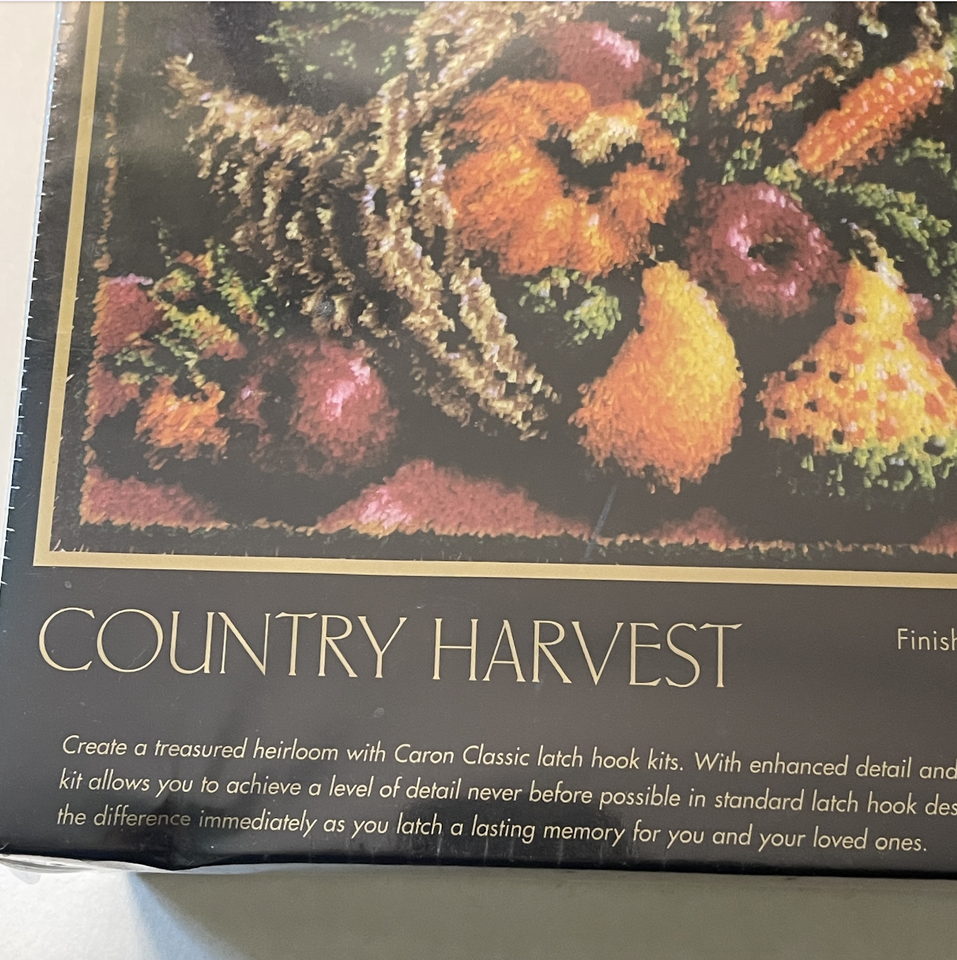 COUNTRY HARVEST
Finish
Create a treasured heirloom with Caron Classic latch hook kits. With enhanced detail and
kit allows you to achieve a level of detail never before possible in standard latch hook des
the difference immediately as you latch a lasting memory for you and your loved ones.